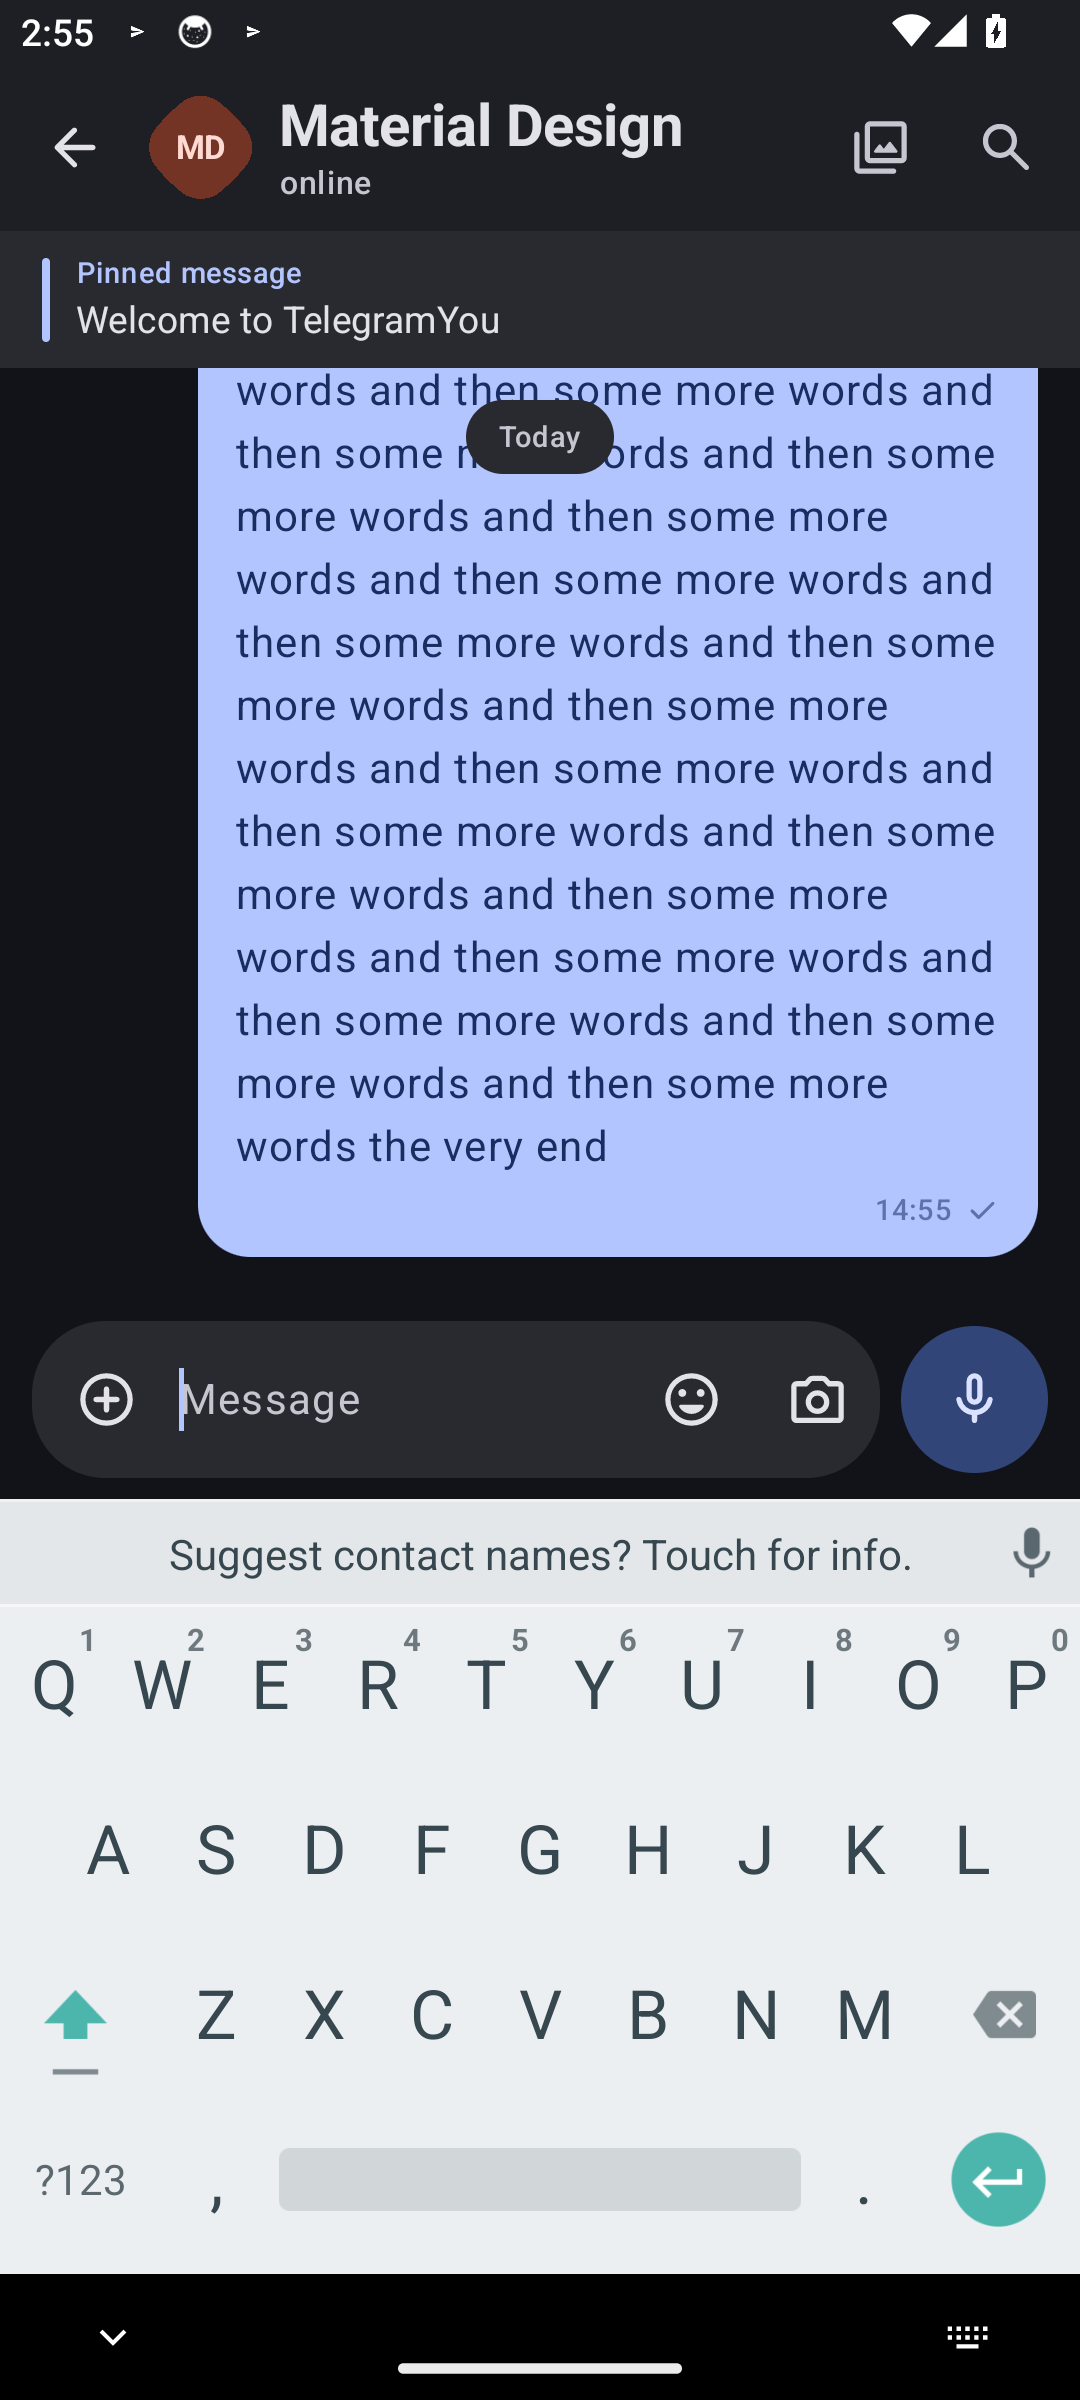 2:55
MD
Material Design
online
Pinned message
Welcome to TelegramYou
words and then some more words and
Today
then some ords and then some
more words and then some more
words and then some more words and
then some more words and then some
more words and then some more
words and then some more words and
then some more words and then some
more words and then some more
words and then some more words and
then some more words and then some
more words and then some more
words the very end
14:55
Message
Suggest contact names? Touch for info.
1 2 3 4 5 6 7 8 9 0
Q W E R T Y U I O P
A S D F G H J K L
Z X C V B N M
?123 , .